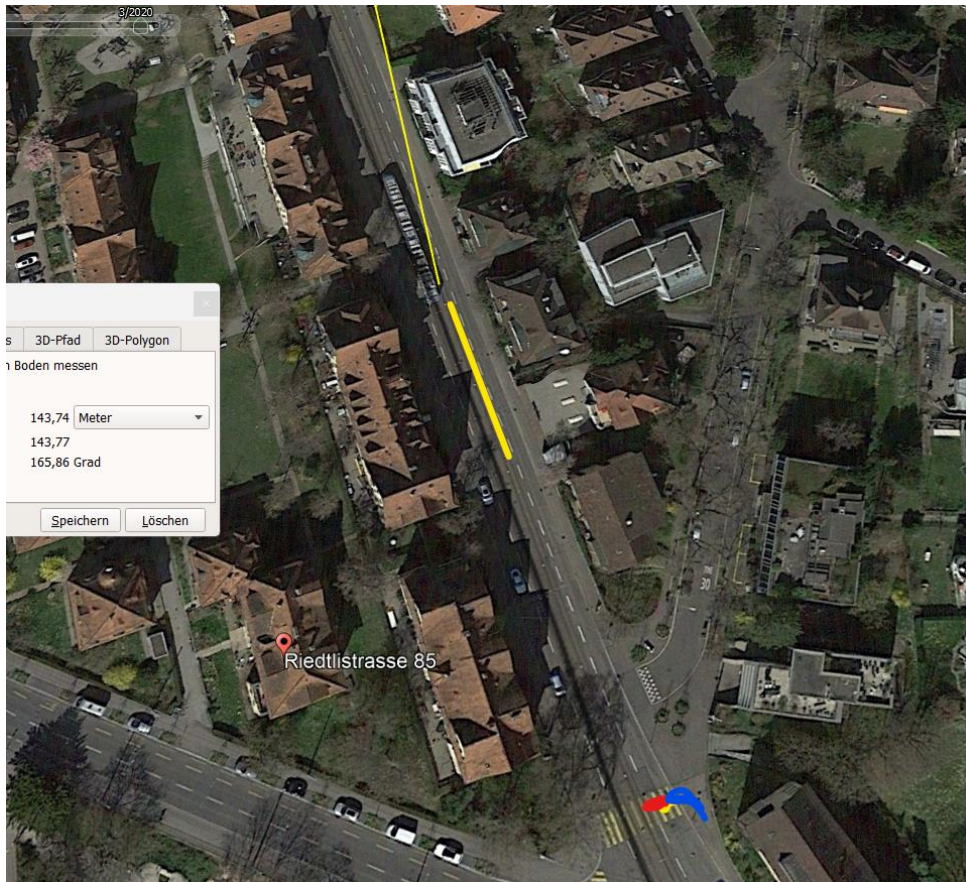 3/2020
s 3D-Pfad 3D-Polygon
n Boden messen
143,74 Meter
143,77
165,86 Grad
Speichern Löschen
Riedtlistrasse 85
30